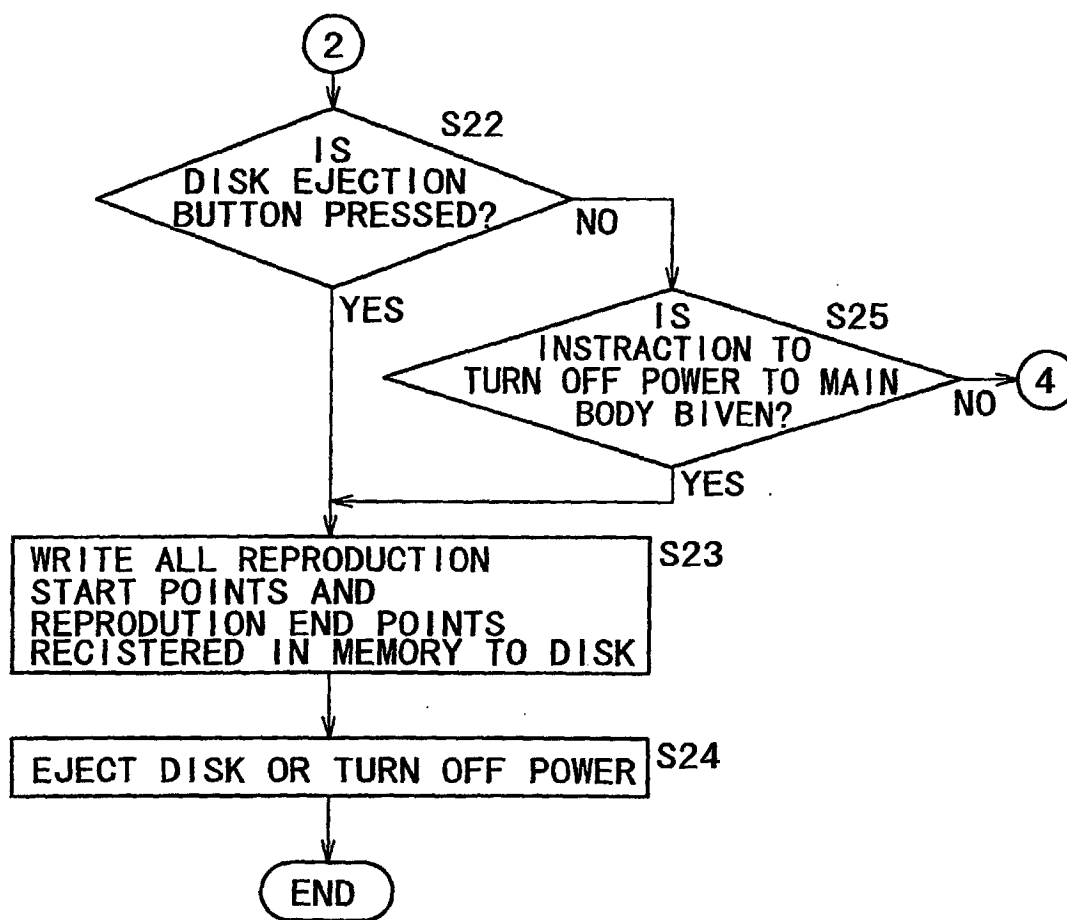 2
S22
IS
DISK EJECTION
BUTTON PRESSED?
NO
YES
S25
IS
INSTRACTION TO
TURN OFF POWER TO MAIN
BODY BIVEN?
NO
4
YES
S23
WRITE ALL REPRODUCTION
START POINTS AND
REPRODUTION END POINTS
RECISTERED IN MEMORY TO DISK
S24
EJECT DISK OR TURN OFF POWER
END